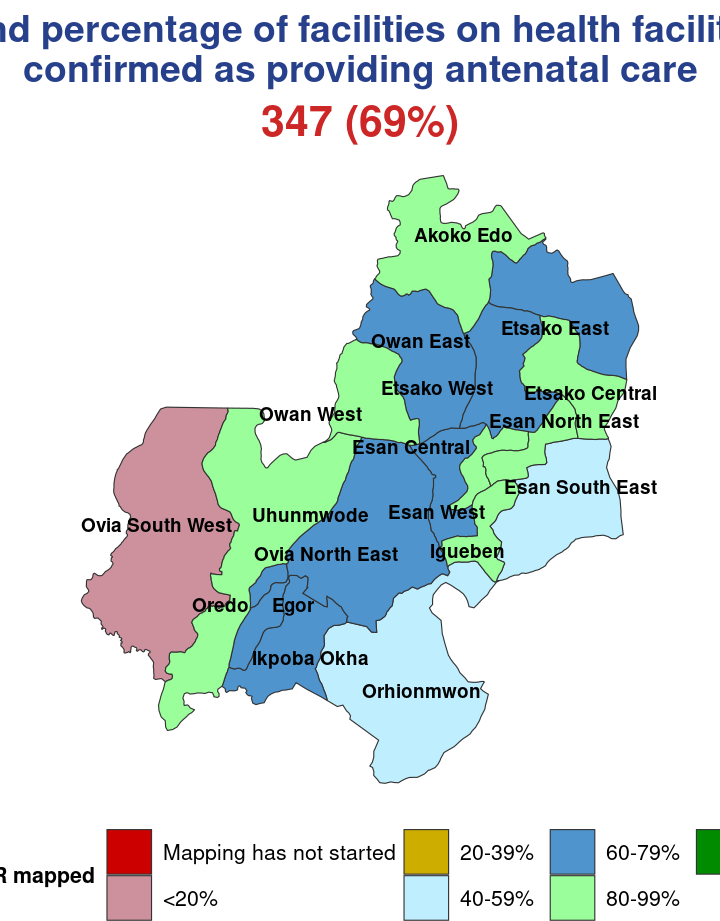 percentage of facilities on health
confirmed as providing antenatal care
347 (69%)
Akoko Edo
Etsako East
Owan East
Etsako West
Etsako Central
Owan West
Esan North East
Esan Central
Esan South East
Uhunmwode
Esan West
Ovia South West
Ovia North East
Igueben
Oredo
Egor
Ikpoba Okha
Orhionmwon
Mapping has not started
20-39%
60-79%
mapped
<20%
40-59%
80-99%